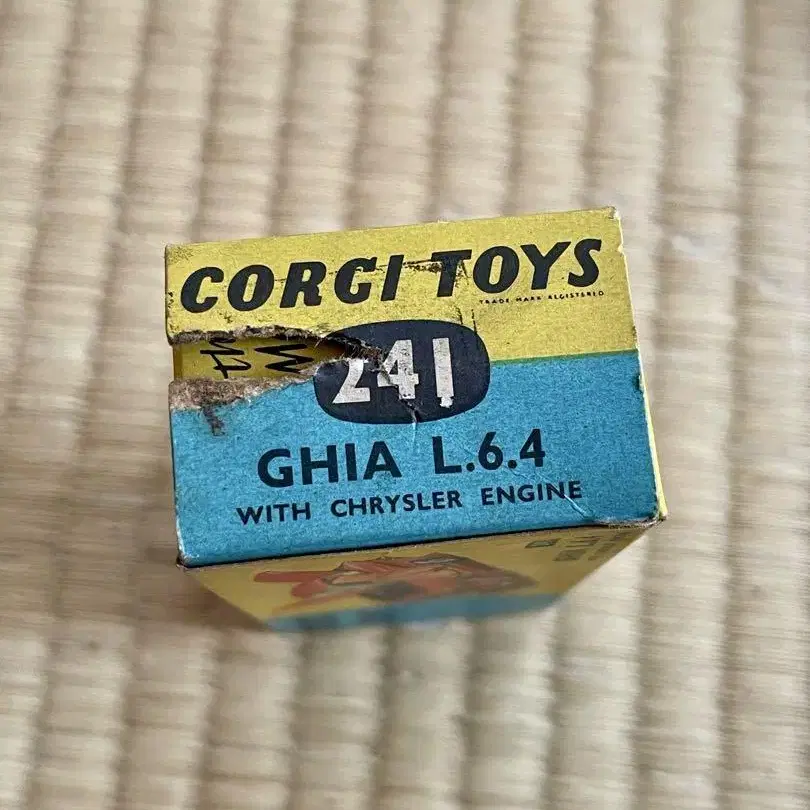 CORGI TOYS
TRADE MARK REGISTERED
241
GHIA L.6.4
WITH CHRYSLER ENGINE